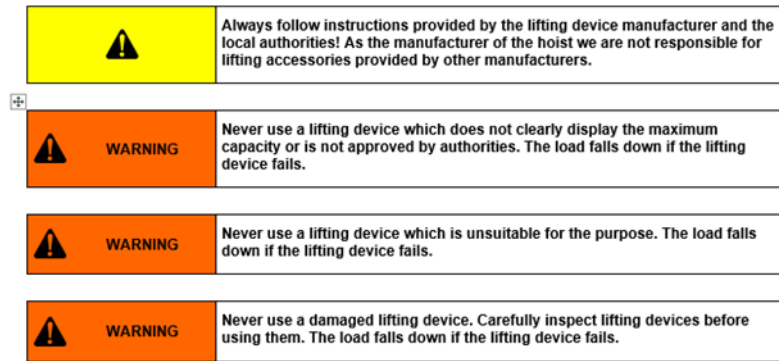 Always follow instructions provided by the lifting device manufacturer and the
local authorities! As the manufacturer of the hoist we are not responsible for
lifting accessories provided by other manufacturers.
WARNING
Never use a lifting device which does not clearly display the maximum
capacity or is not approved by authorities. The load falls down if the lifting
device fails.
WARNING
Never use a lifting device which is unsuitable for the purpose. The load falls
down if the lifting device fails.
WARNING
Never use a damaged lifting device. Carefully inspect lifting devices before
using them. The load falls down if the lifting device fails.